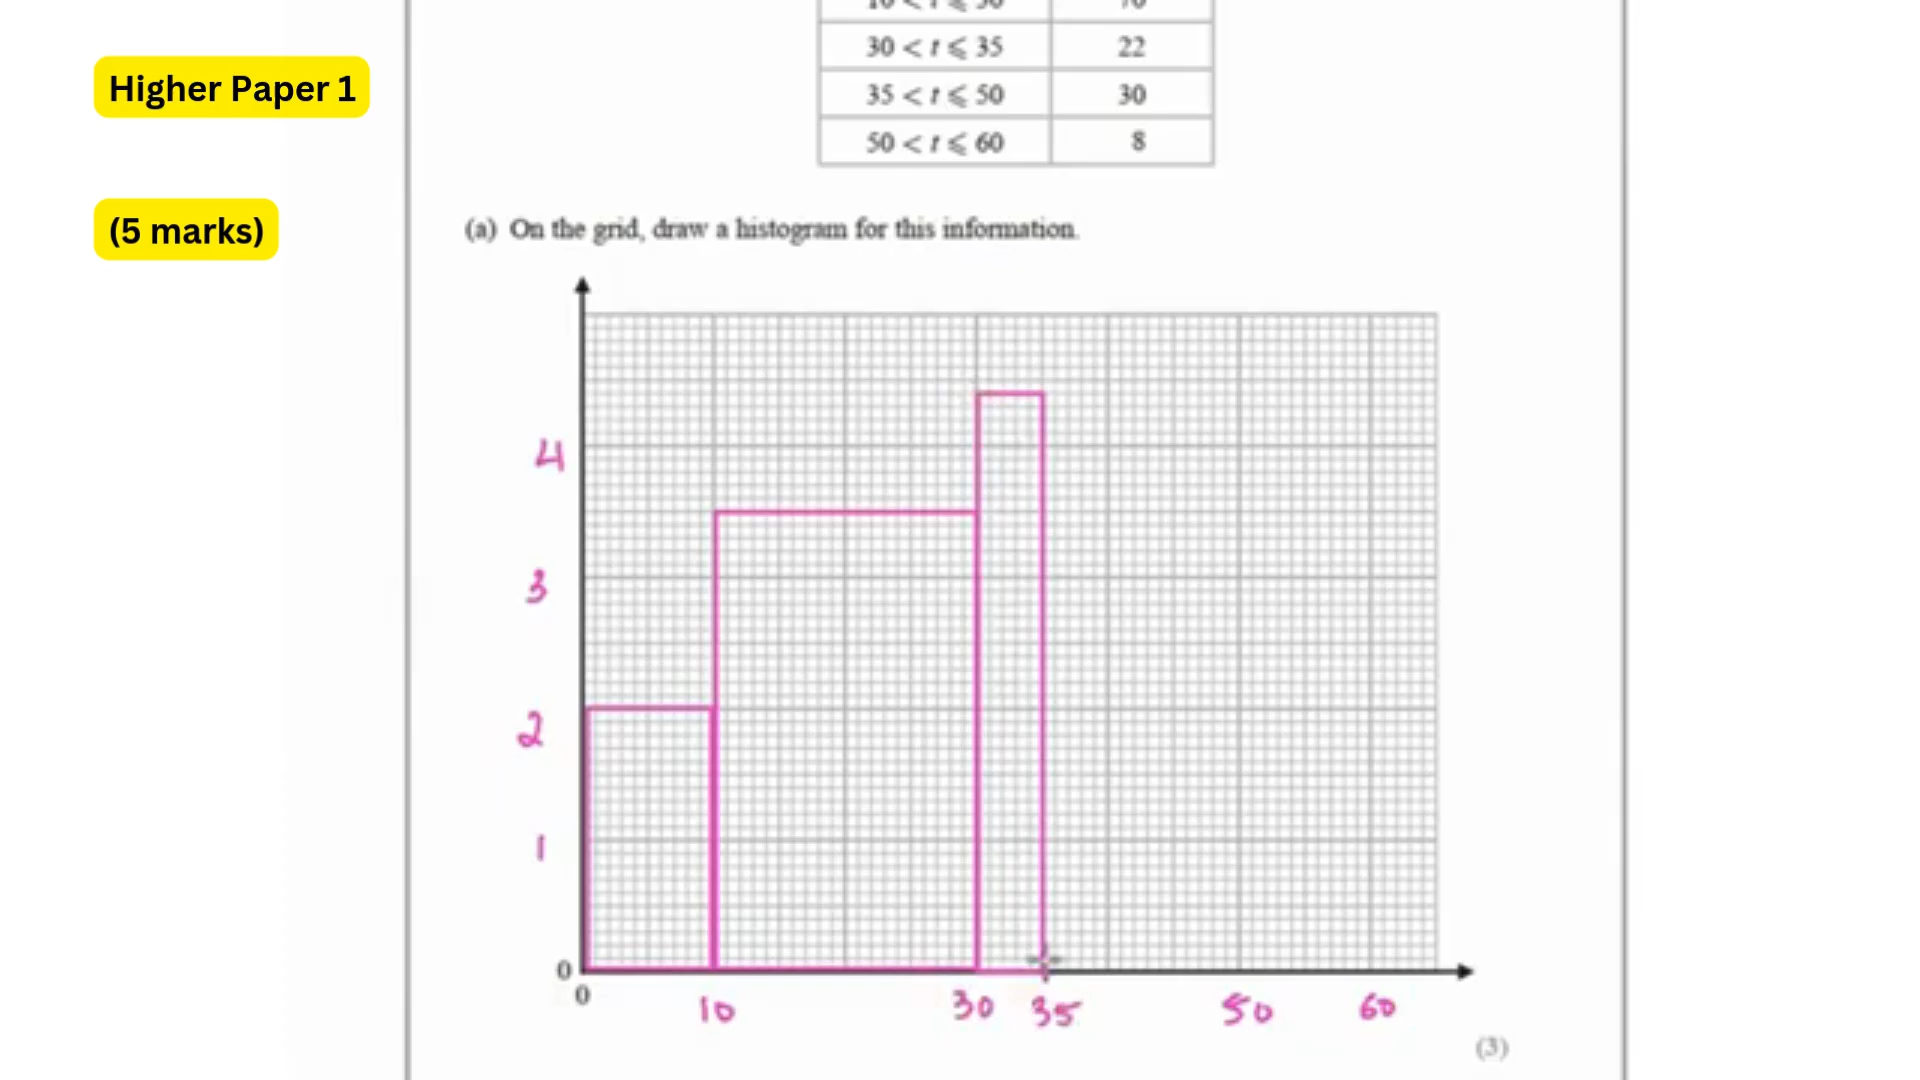 Higher Paper 1
(5 marks)
30 < t ⩽ 35 22
35 < t ⩽ 50 30
50 < t ⩽ 60 8
(a) On the grid, draw a histogram for this information.
4
3
2
1
0
0 10 30 35 50 60
(3)